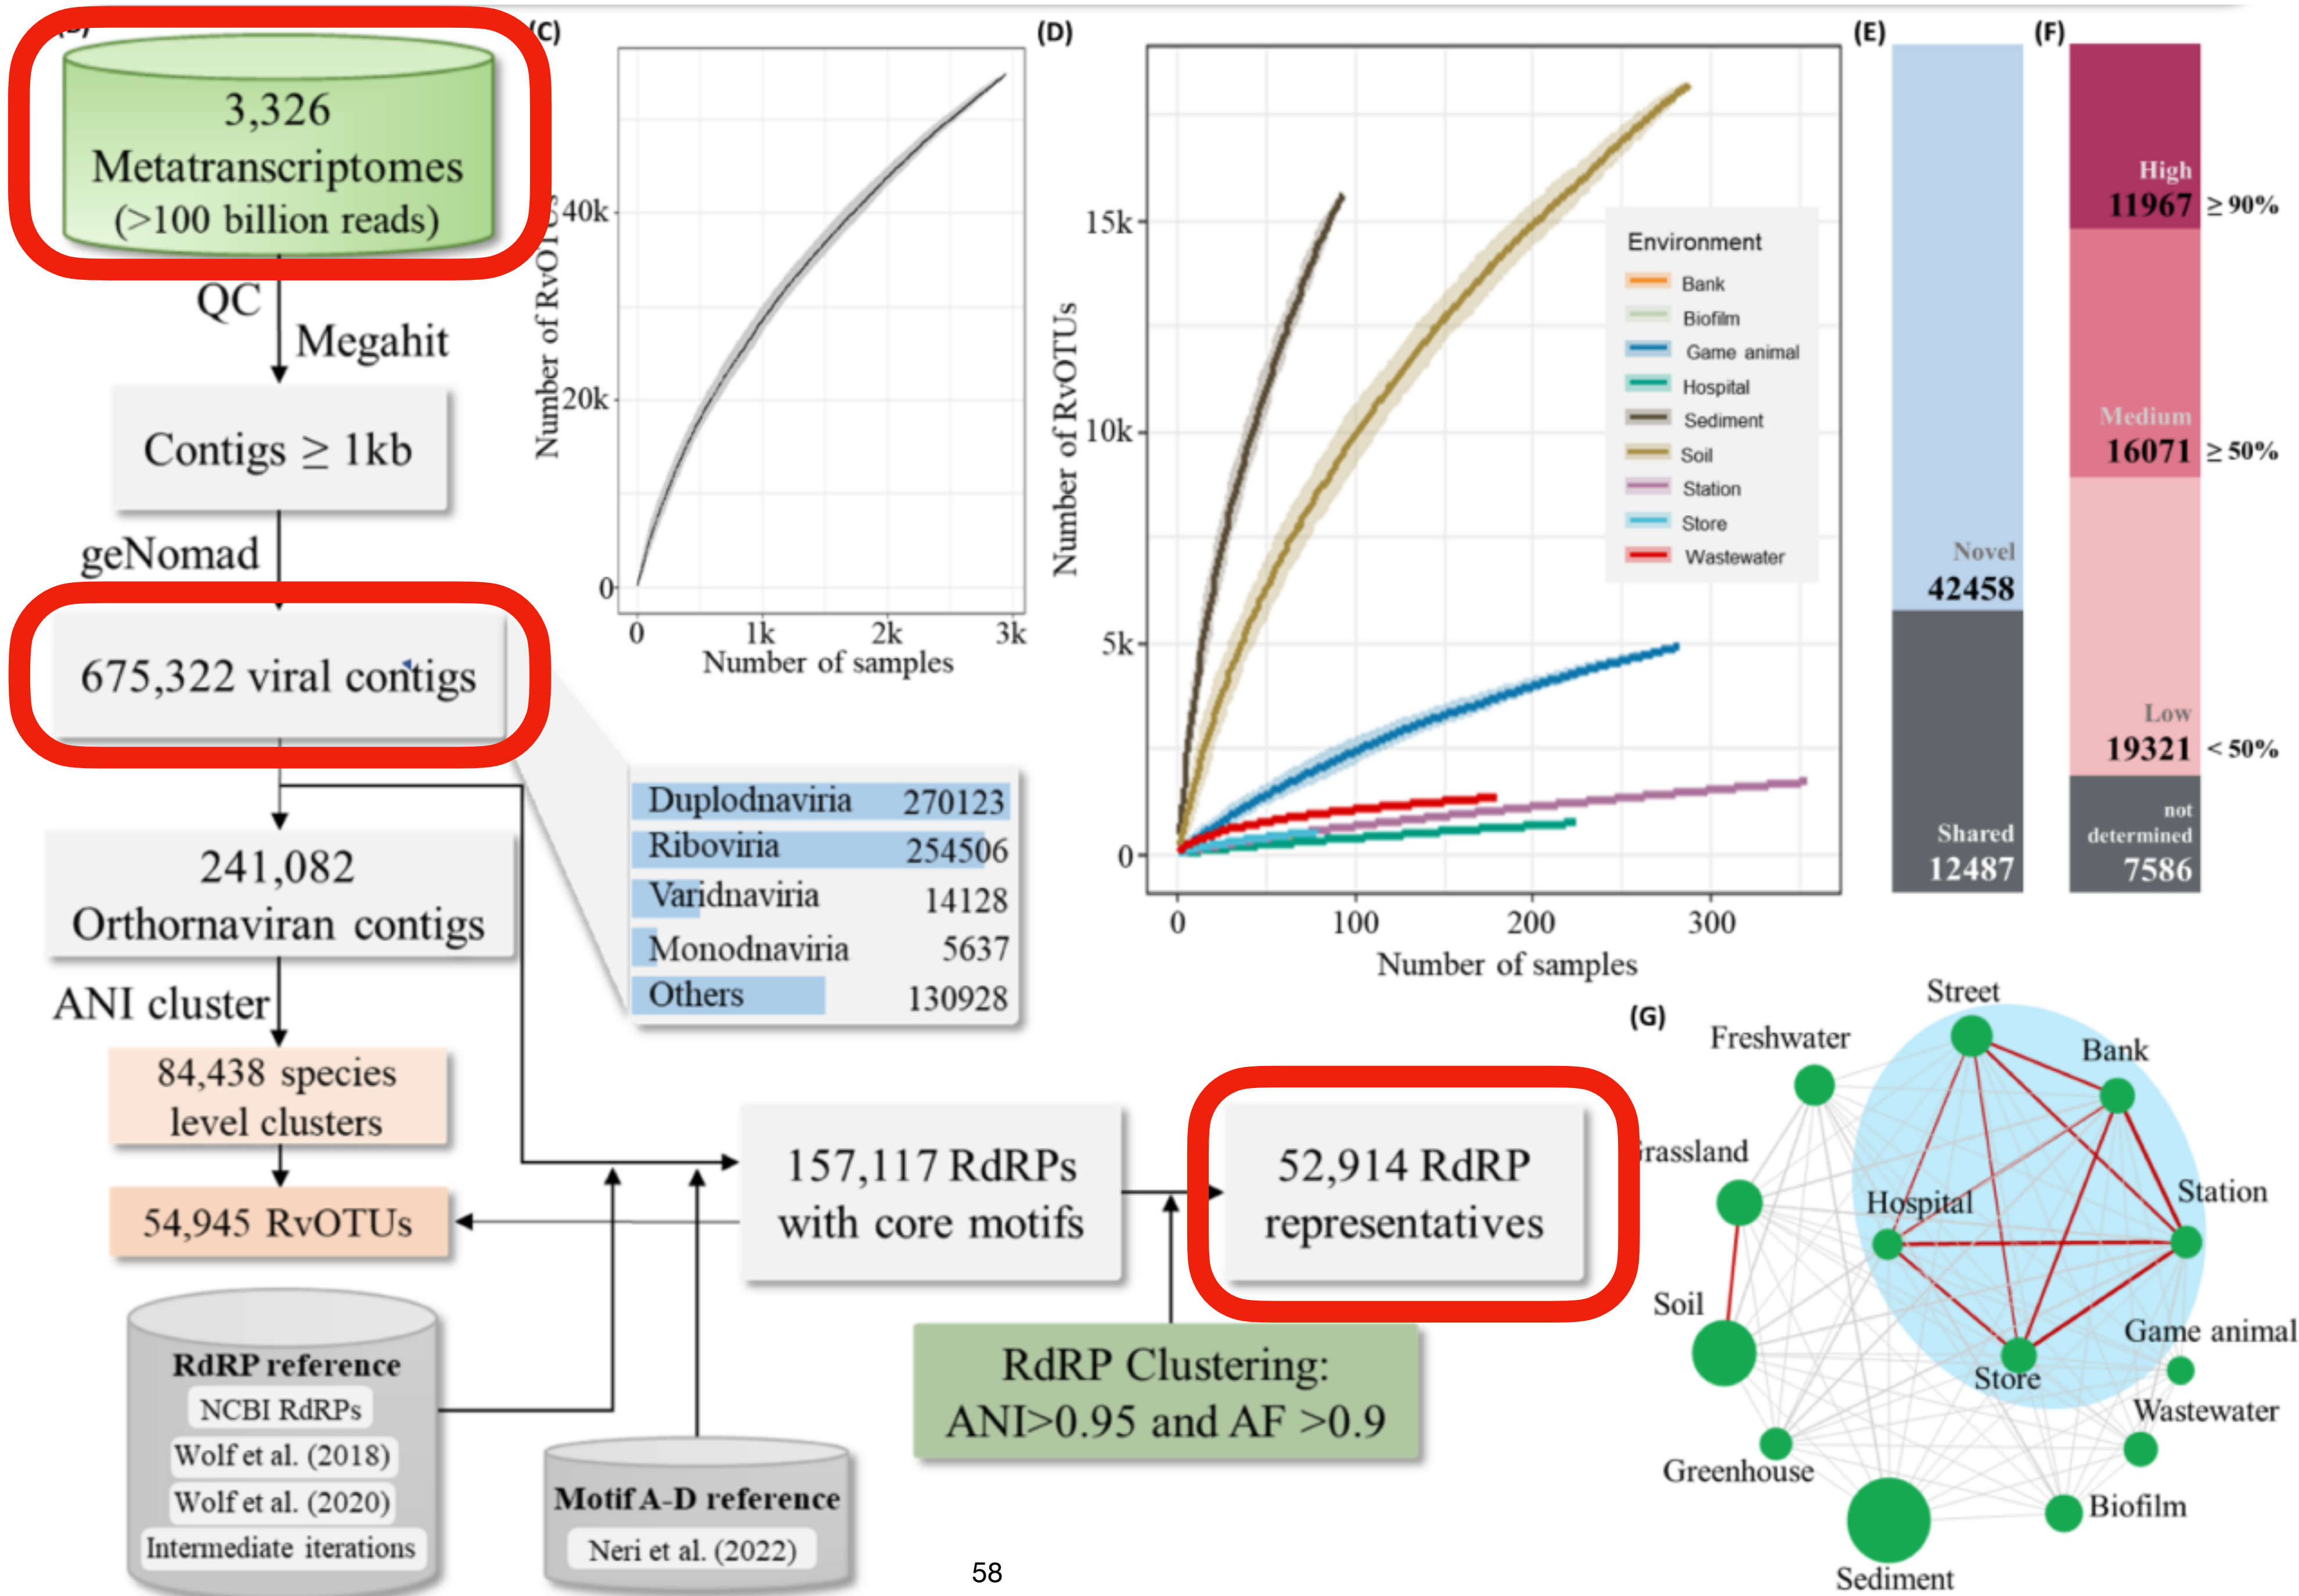 3,326
Metatranscriptomes
(>100 billion reads)
QC
Megahit
Contigs ≥ 1kb
geNomad
675,322 viral contigs
241,082
Orthornaviran contigs
ANI cluster
84,438 species
level clusters
54,945 RvOTUs
RdRP reference
NCBI RdRPs
Wolf et al. (2018)
Wolf et al. (2020)
Intermediate iterations
Motif A-D reference
Neri et al. (2022)
Duplodnaviria 270123
Riboviria 254506
Varidnaviria 14128
Monodnaviria 5637
Others 130928
157,117 RdRPs
with core motifs
52,914 RdRP
representatives
RdRP Clustering:
ANI>0.95 and AF >0.9
(C)
Number of RvOTUs
40k
20k
0
0 1k 2k 3k
Number of samples
(D)
Number of RvOTUs
15k
10k
5k
0
0 100 200 300
Number of samples
Environment
Bank
Biofilm
Game animal
Hospital
Sediment
Soil
Station
Store
Wastewater
(E)
Novel
42458
Shared
12487
(F)
High
11967 ≥ 90%
Medium
16071 ≥ 50%
Low
19321 < 50%
not
determined
7586
(G)
Street
Freshwater
Bank
rassland
Hospital
Station
Soil
Game animal
Store
Wastewater
Greenhouse
Biofilm
Sediment
58